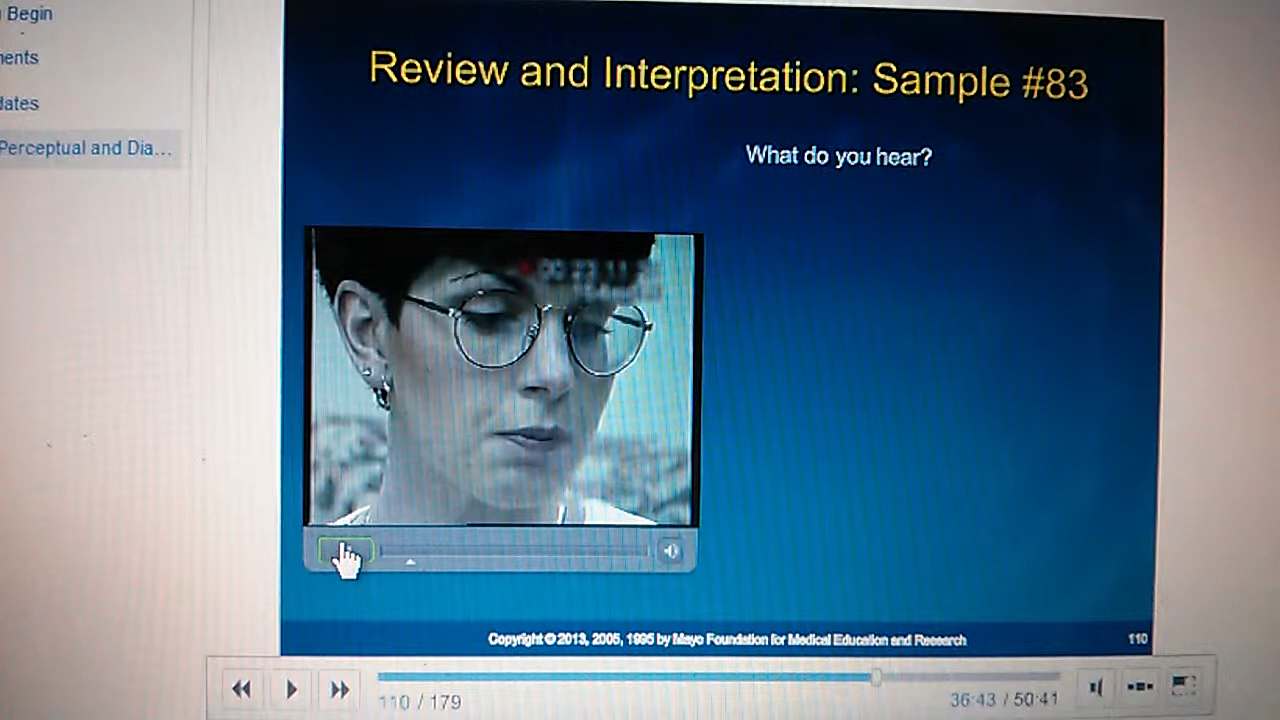 Begin
ments
dates
Perceptual and Dia...
Review and Interpretation: Sample #83
What do you hear?
Copyright © 2013, 2005, 1995 by Mayo Foundation for Medical Education and Research
110
110 / 179
36:43 / 50:41